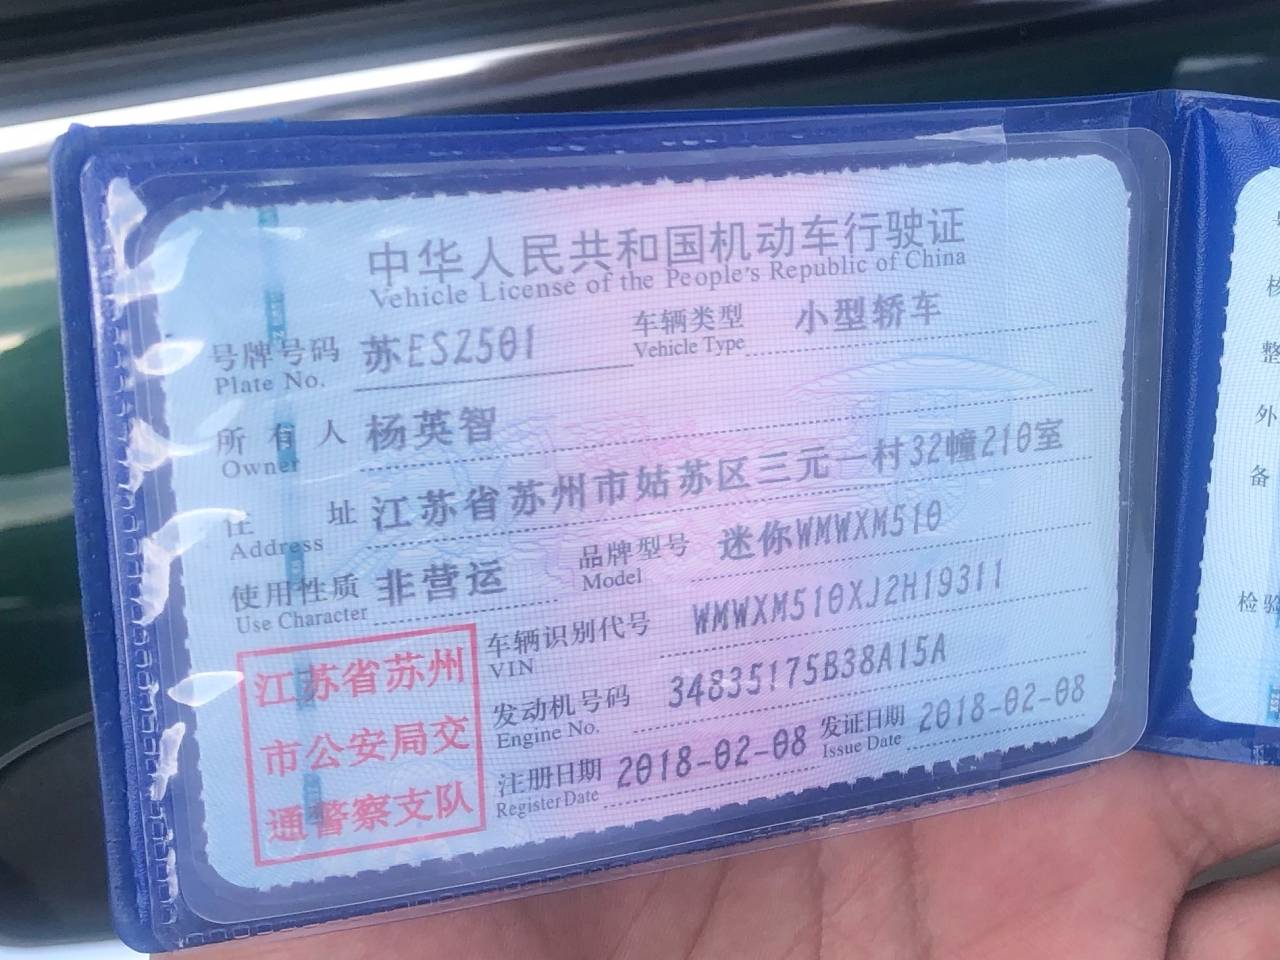 中华人民共和国机动车行驶证
Vehicle License of the People's Republic of China
号牌号码 苏ESZ501 车辆类型 小型轿车
Plate No. Vehicle Type
所有人 杨英智
Owner
住址 江苏省苏州市姑苏区三元一村32幢210室
Address
使用性质 非营运 品牌型号 迷你WMWXM510
Use Character Model
车辆识别代号 WMWXM510XJ2H19311
VIN
发动机号码 34835175B38A15A
Engine No.
注册日期 2018-02-08 发证日期 2018-02-08
Register Date Issue Date
江苏省苏州
市公安局交
通警察支队
核
整
外
备
检验